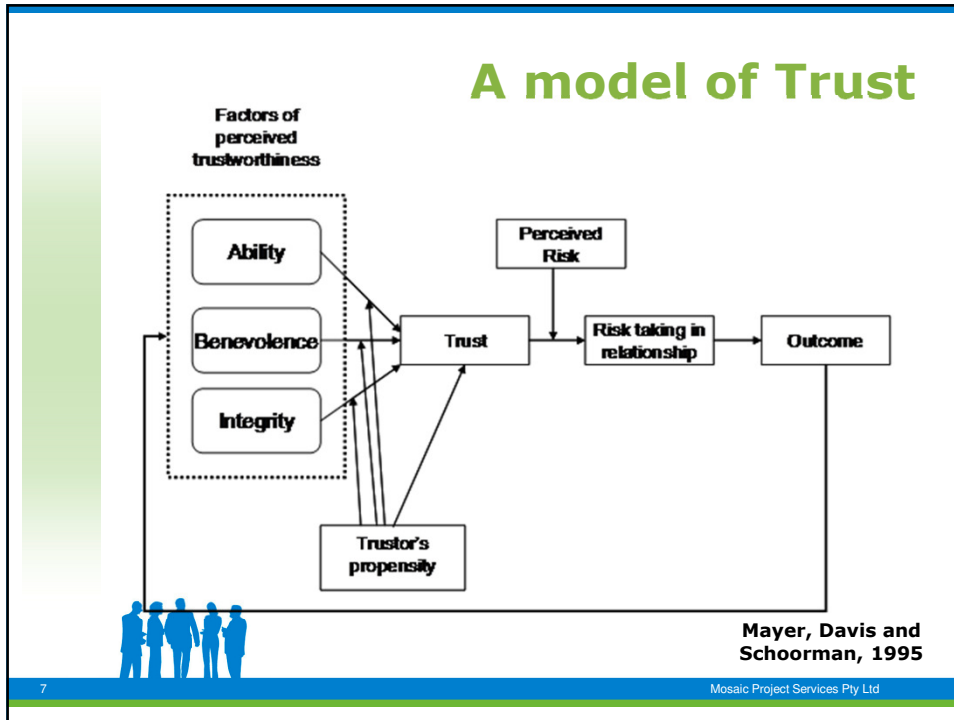 A model of Trust
Factors of
perceived
trustworthiness
Ability
Benevolence
Integrity
Trust
Perceived
Risk
Risk taking in
relationship
Outcome
Trustor's
propensity
Mayer, Davis and
Schoorman, 1995
7
Mosaic Project Services Pty Ltd